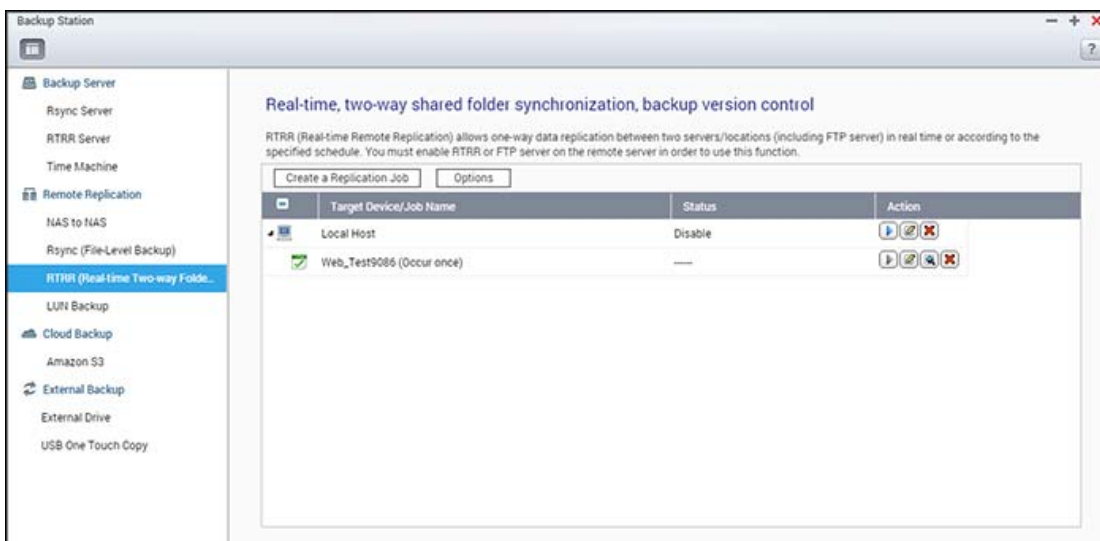 Backup Station
?
Backup Server
Rsync Server
RTRR Server
Time Machine
Remote Replication
NAS to NAS
Rsync (File-Level Backup)
RTRR (Real-time Two-way Folde...
LUN Backup
Cloud Backup
Amazon S3
External Backup
External Drive
USB One Touch Copy
Real-time, two-way shared folder synchronization, backup version control
RTRR (Real-time Remote Replication) allows one-way data replication between two servers/locations (including FTP server) in real time or according to the
specified schedule. You must enable RTRR or FTP server on the remote server in order to use this function.
Create a Replication Job Options
Target Device/Job Name Status Action
Local Host Disable
Web_Test9086 (Occur once) -----